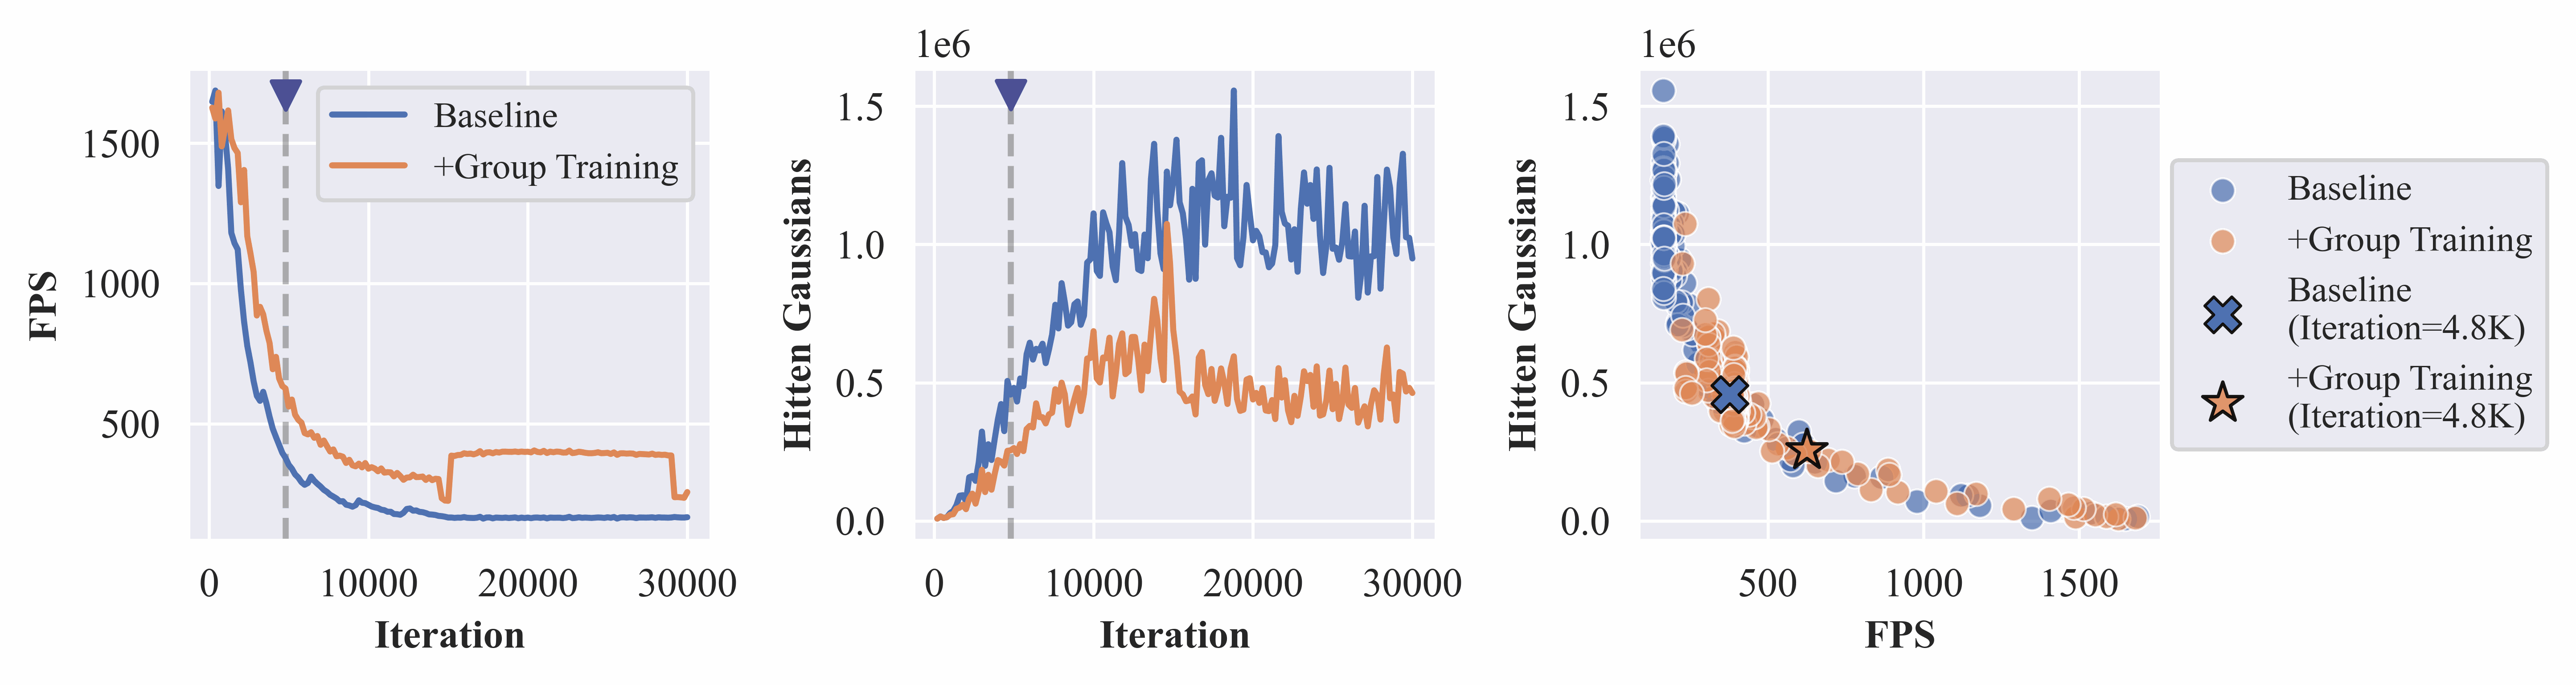 FPS
1500
1000
500
0
10000
20000
30000
Iteration
Baseline
+Group Training
1e6
Hitten Gaussians
1.5
1.0
0.5
0.0
0
10000
20000
30000
Iteration
1e6
Hitten Gaussians
1.5
1.0
0.5
0.0
500
1000
1500
FPS
Baseline
+Group Training
Baseline
(Iteration=4.8K)
+Group Training
(Iteration=4.8K)